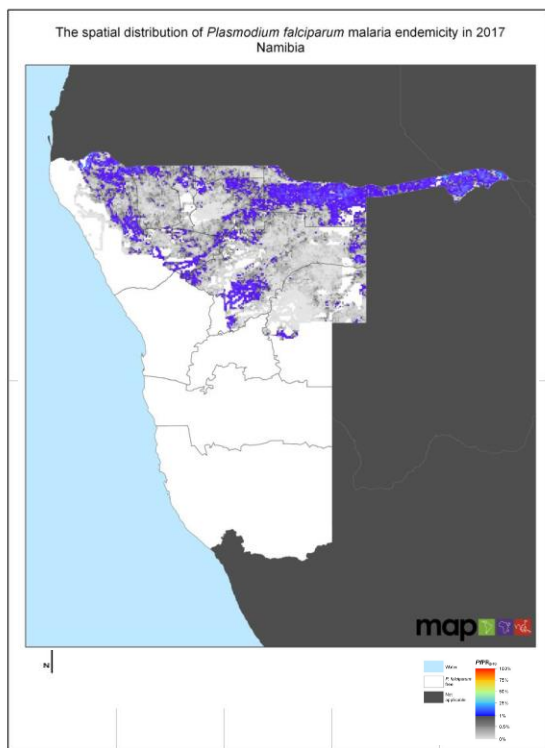 The spatial distribution of Plasmodium falciparum malaria endemicity in 2017
Namibia
map
N
Water
P. falciparum
free
Not
applicable
100%
75%
50%
25%
1%
0.5%
0%